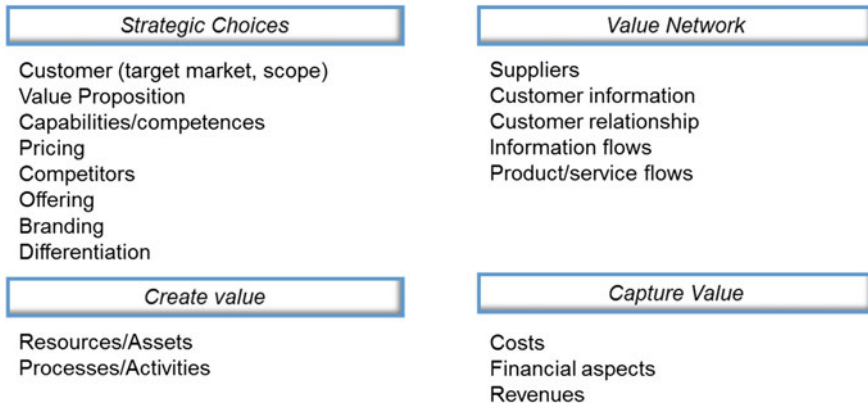 Strategic Choices
Customer (target market, scope)
Value Proposition
Capabilities/competences
Pricing
Competitors
Offering
Branding
Differentiation
Value Network
Suppliers
Customer information
Customer relationship
Information flows
Product/service flows
Create value
Resources/Assets
Processes/Activities
Capture Value
Costs
Financial aspects
Revenues